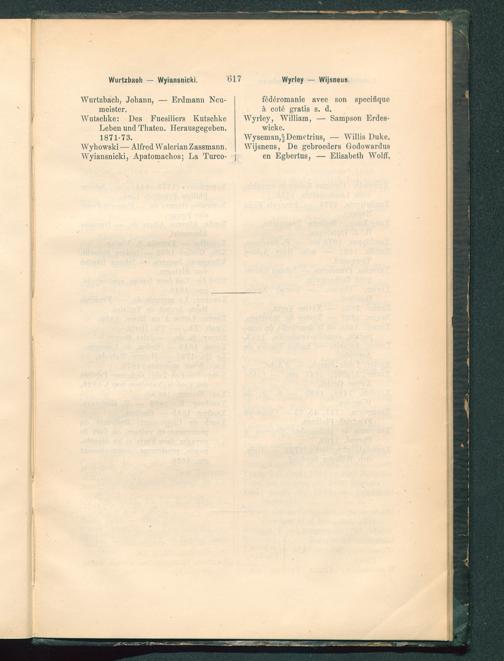 Wurtzbach — Wyiansnicki. 617 Wyrley — Wijsneus.
Wurtzbach, Johann, — Erdmann Neu-
meister.
Wutschke: Des Fuesiliers Kutschke
Leben und Thaten. Herausgegeben.
1871-73.
Wybowski — Alfred Walerian Zassmann.
Wyiansnicki, Apatomachos; La Turco-
fédéromanie avec son specifique
à coté gratis s. d.
Wyrley, William, — Sampson Erdes-
wicke.
Wyseman, Demetrius, — Willis Duke.
Wijsneus, De gebroeders Godowardus
en Egbertus, — Elisabeth Wolff.